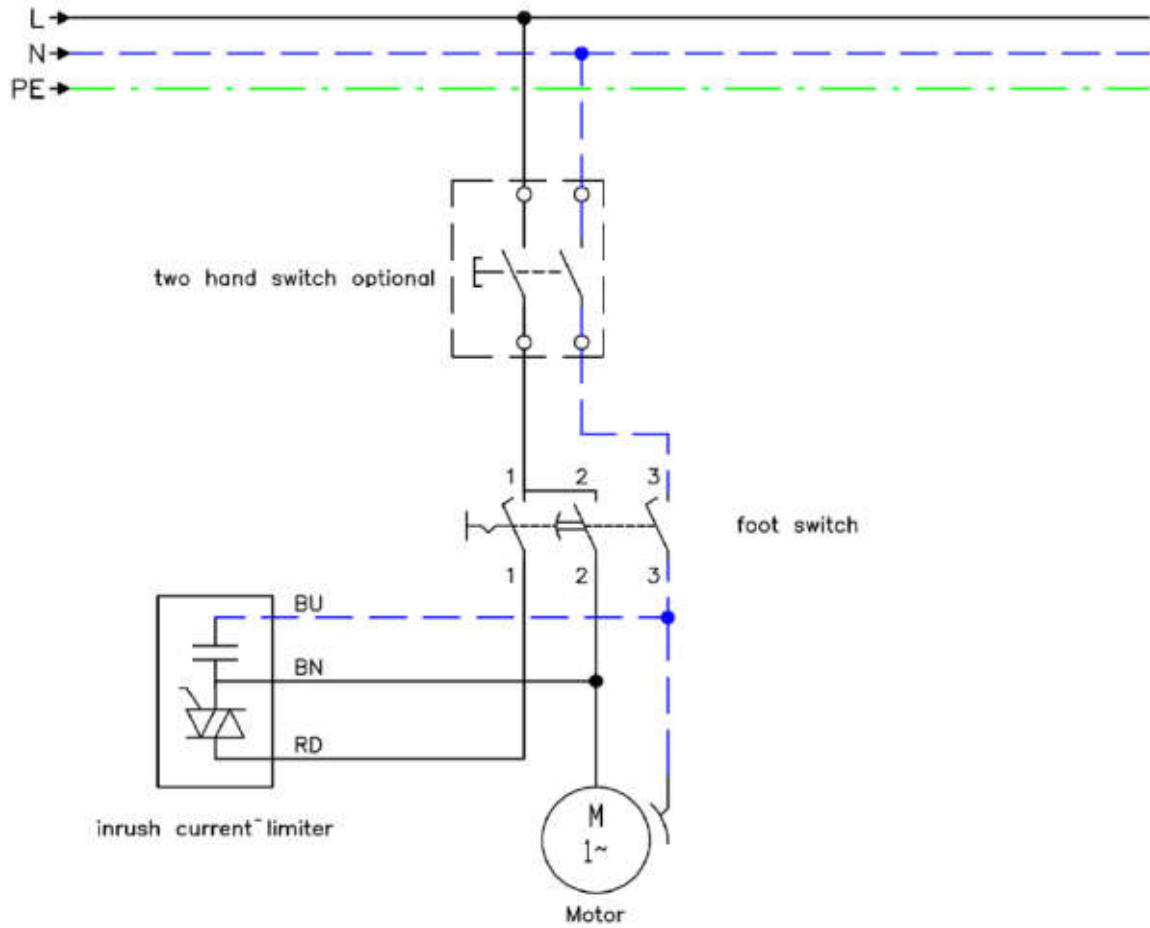 L
N
PE
two hand switch optional
1 2 3
foot switch
1 2 3
BU
BN
RD
inrush current limiter
M
1~
Motor